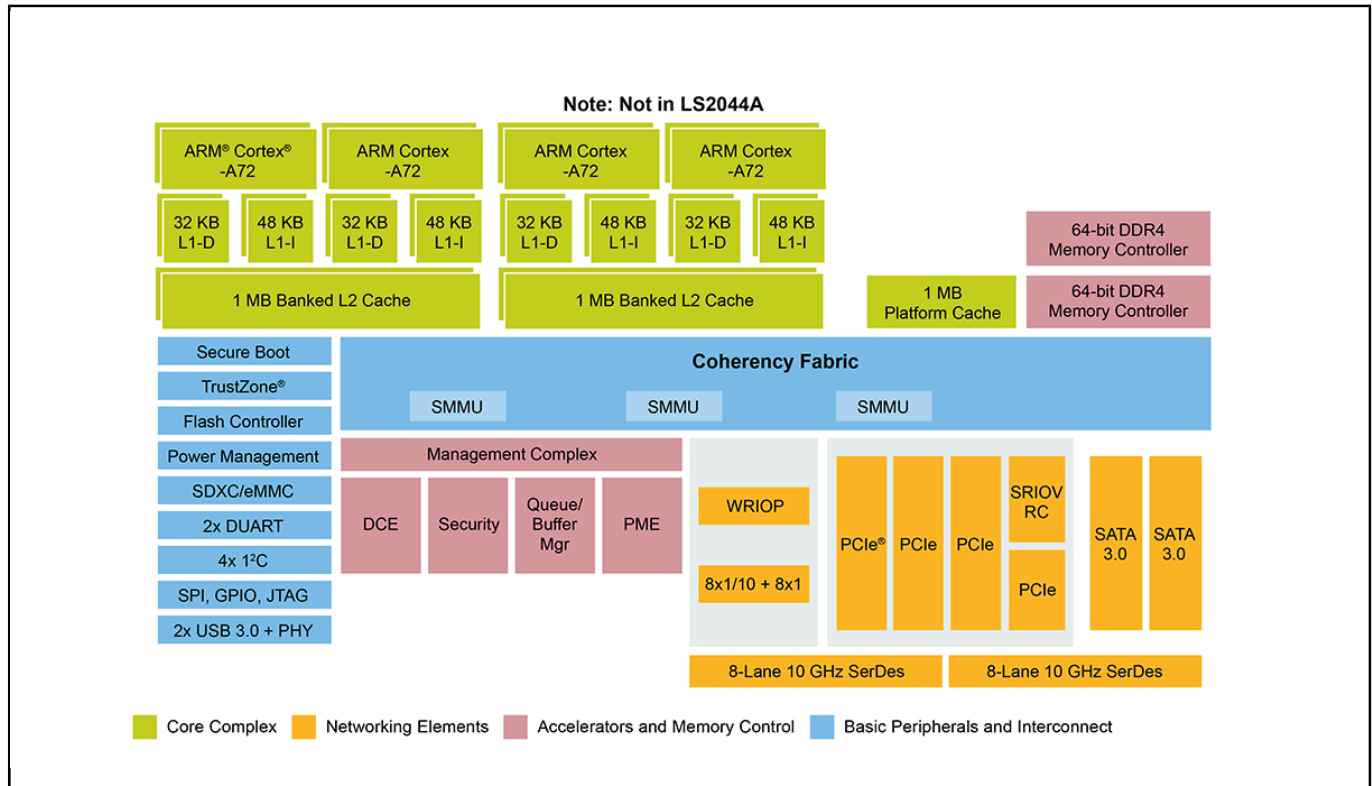 Note: Not in LS2044A
ARM® Cortex®
-A72
ARM Cortex
-A72
ARM Cortex
-A72
ARM Cortex
-A72
32 KB
L1-D
48 KB
L1-I
32 KB
L1-D
48 KB
L1-I
32 KB
L1-D
48 KB
L1-I
32 KB
L1-D
48 KB
L1-I
64-bit DDR4
Memory Controller
1 MB Banked L2 Cache
1 MB Banked L2 Cache
1 MB
Platform Cache
64-bit DDR4
Memory Controller
Secure Boot
TrustZone®
Flash Controller
Power Management
SDXC/eMMC
2x DUART
4x 1²C
SPI, GPIO, JTAG
2x USB 3.0 + PHY
Coherency Fabric
SMMU
SMMU
SMMU
Management Complex
DCE
Security
Queue/
Buffer
Mgr
PME
WRIOP
8x1/10 + 8x1
PCIe®
PCIe
PCIe
SRIOV
RC
PCIe
SATA
3.0
SATA
3.0
8-Lane 10 GHz SerDes
8-Lane 10 GHz SerDes
Core Complex
Networking Elements
Accelerators and Memory Control
Basic Peripherals and Interconnect